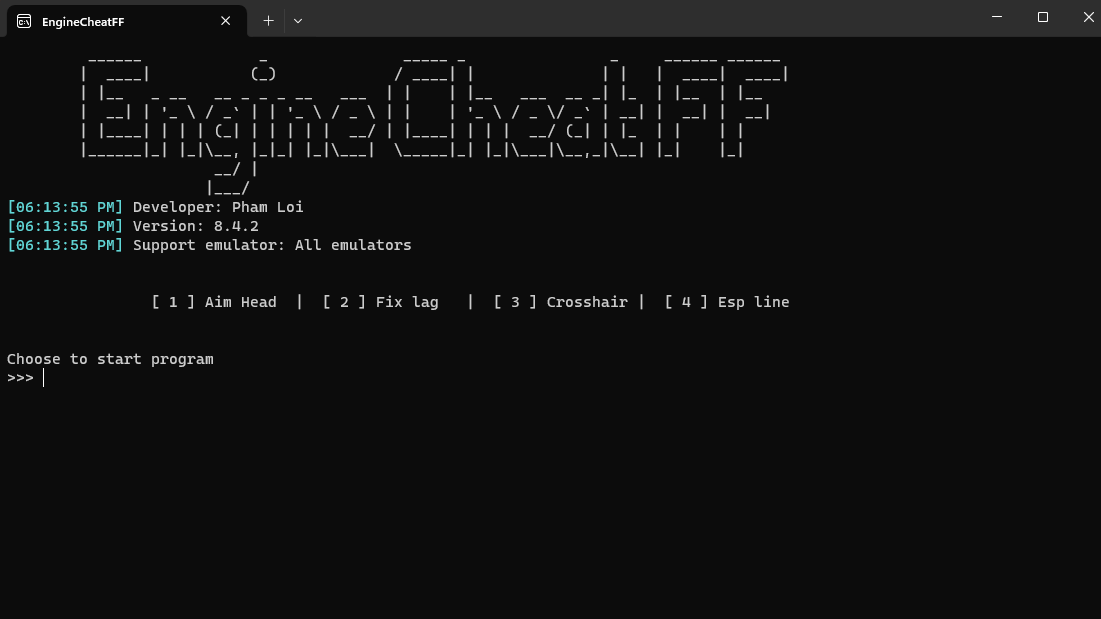 EngineCheatFF
EngineCheatFF
[06:13:55 PM] Developer: Pham Loi
[06:13:55 PM] Version: 8.4.2
[06:13:55 PM] Support emulator: All emulators
[ 1 ] Aim Head | [ 2 ] Fix lag | [ 3 ] Crosshair | [ 4 ] Esp line
Choose to start program
>>>